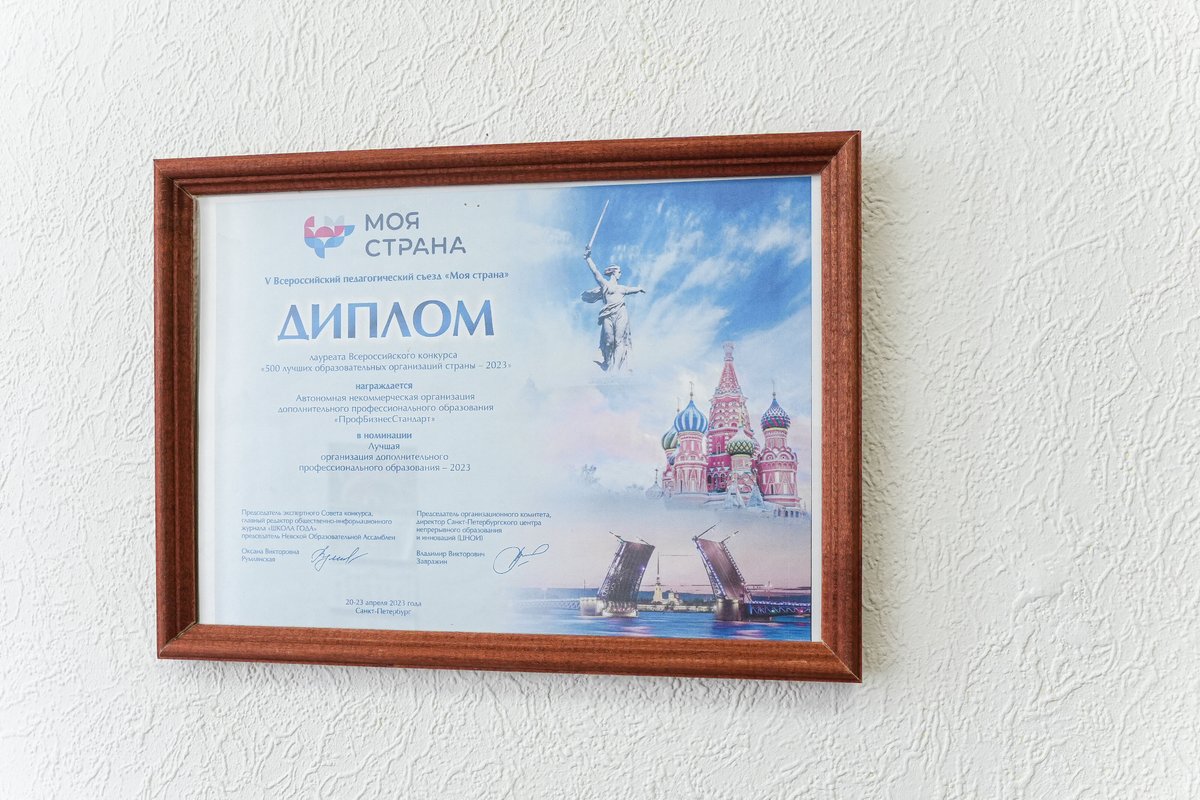 МОЯ
СТРАНА
V Всероссийский педагогический съезд «Моя страна»
ДИПЛОМ
лауреата Всероссийского конкурса
«500 лучших образовательных организаций страны – 2023»
награждается
Автономная некоммерческая организация
дополнительного профессионального образования
«ПрофБизнесСтандарт»
в номинации
Лучшая
организация дополнительного
профессионального образования – 2023
Председатель экспертного Совета конкурса,
главный редактор общественно-информационного
журнала «ШКОЛА ГОДА»
председатель Невской Образовательной Ассамблеи
Оксана Викторовна
Румянская
Председатель организационного комитета,
директор Санкт-Петербургского центра
непрерывного образования
и инноваций (ЦНОИ)
Владимир Викторович
Завражин
20-23 апреля 2023 года
Санкт-Петербург